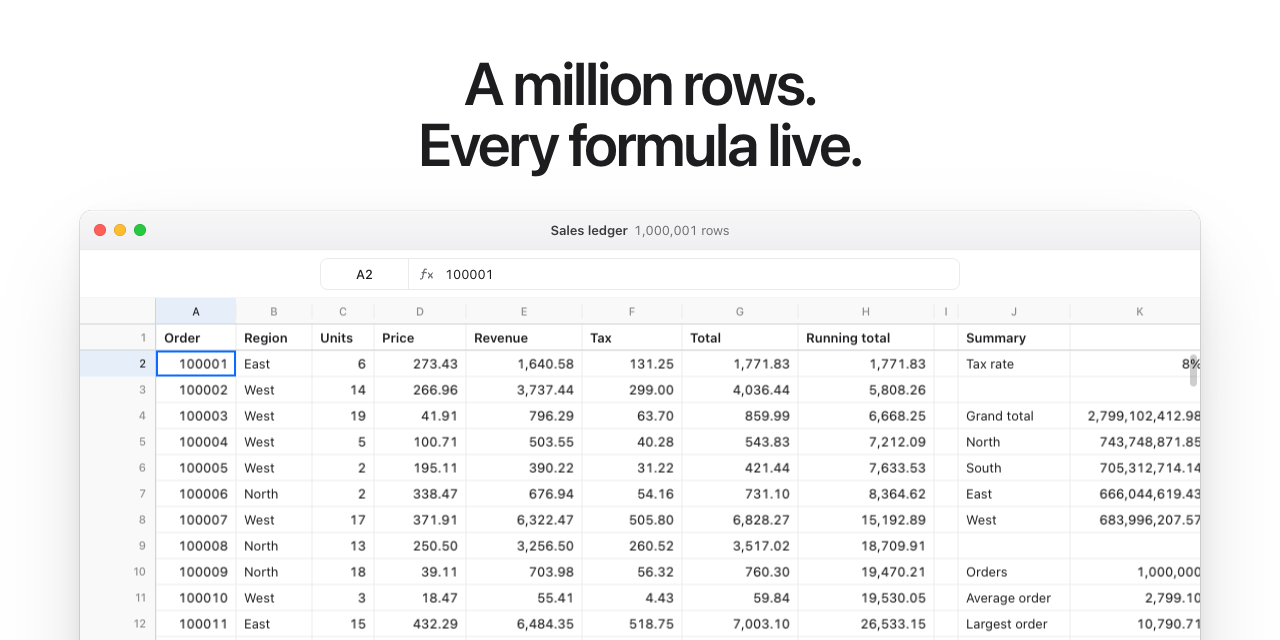 A million rows.
Every formula live.
Sales ledger 1,000,001 rows
A2 fx 100001
A B C D E F G H I J K
1 Order Region Units Price Revenue Tax Total Running total Summary
2 100001 East 6 273.43 1,640.58 131.25 1,771.83 1,771.83 Tax rate 8%
3 100002 West 14 266.96 3,737.44 299.00 4,036.44 5,808.26
4 100003 West 19 41.91 796.29 63.70 859.99 6,668.25 Grand total 2,799,102,412.98
5 100004 West 5 100.71 503.55 40.28 543.83 7,212.09 North 743,748,871.85
6 100005 West 2 195.11 390.22 31.22 421.44 7,633.53 South 705,312,714.14
7 100006 North 2 338.47 676.94 54.16 731.10 8,364.62 East 666,044,619.43
8 100007 West 17 371.91 6,322.47 505.80 6,828.27 15,192.89 West 683,996,207.57
9 100008 North 13 250.50 3,256.50 260.52 3,517.02 18,709.91
10 100009 North 18 39.11 703.98 56.32 760.30 19,470.21 Orders 1,000,000
11 100010 West 3 18.47 55.41 4.43 59.84 19,530.05 Average order 2,799.10
12 100011 East 15 432.29 6,484.35 518.75 7,003.10 26,533.15 Largest order 10,790.71